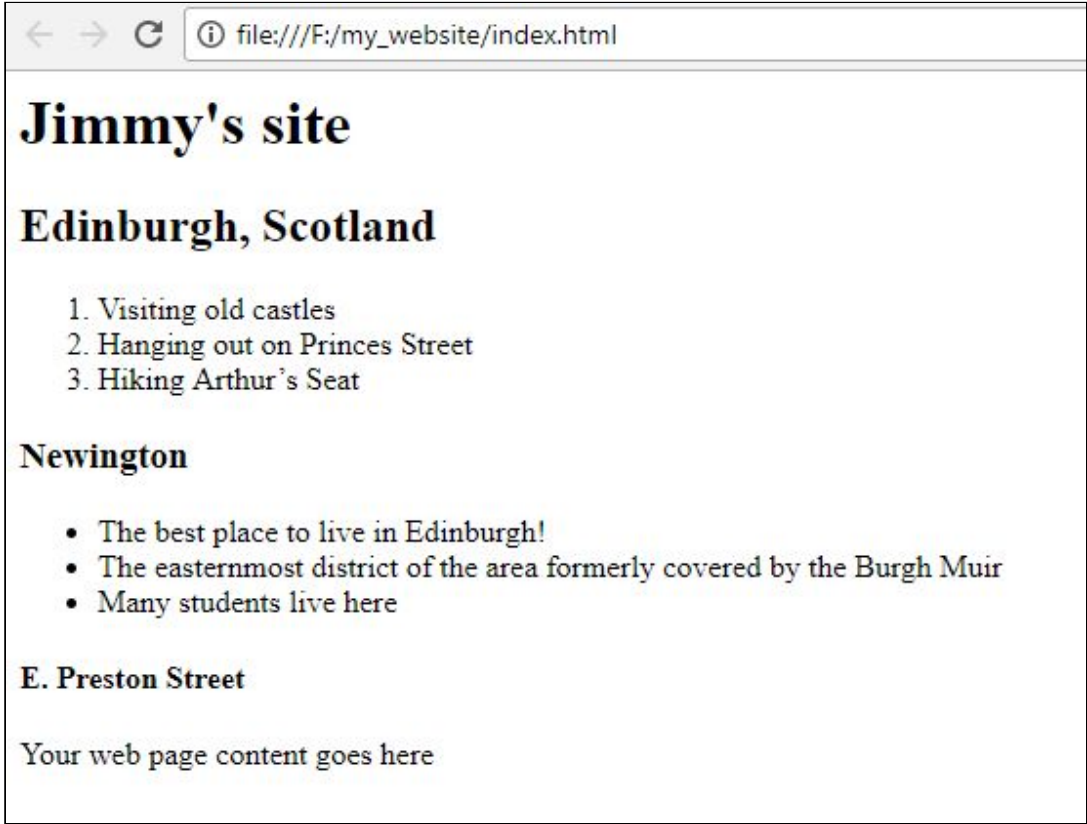 file:///F:/my_website/index.html
Jimmy's site
Edinburgh, Scotland
1. Visiting old castles
2. Hanging out on Princes Street
3. Hiking Arthur’s Seat
Newington
• The best place to live in Edinburgh!
• The easternmost district of the area formerly covered by the Burgh Muir
• Many students live here
E. Preston Street
Your web page content goes here